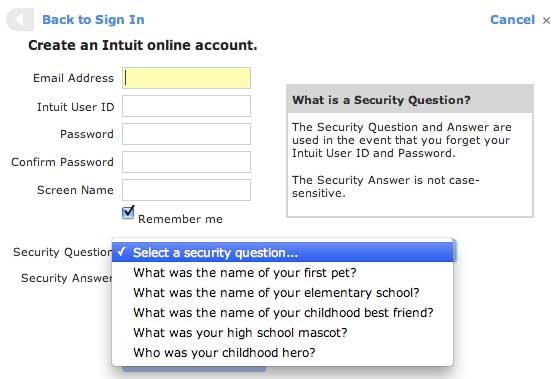 Back to Sign In
Cancel ×
Create an Intuit online account.
Email Address
Intuit User ID
Password
Confirm Password
Screen Name
Remember me
What is a Security Question?
The Security Question and Answer are
used in the event that you forget your
Intuit User ID and Password.
The Security Answer is not case-
sensitive.
Security Question
✓ Select a security question...
Security Answer
What was the name of your first pet?
What was the name of your elementary school?
What was the name of your childhood best friend?
What was your high school mascot?
Who was your childhood hero?